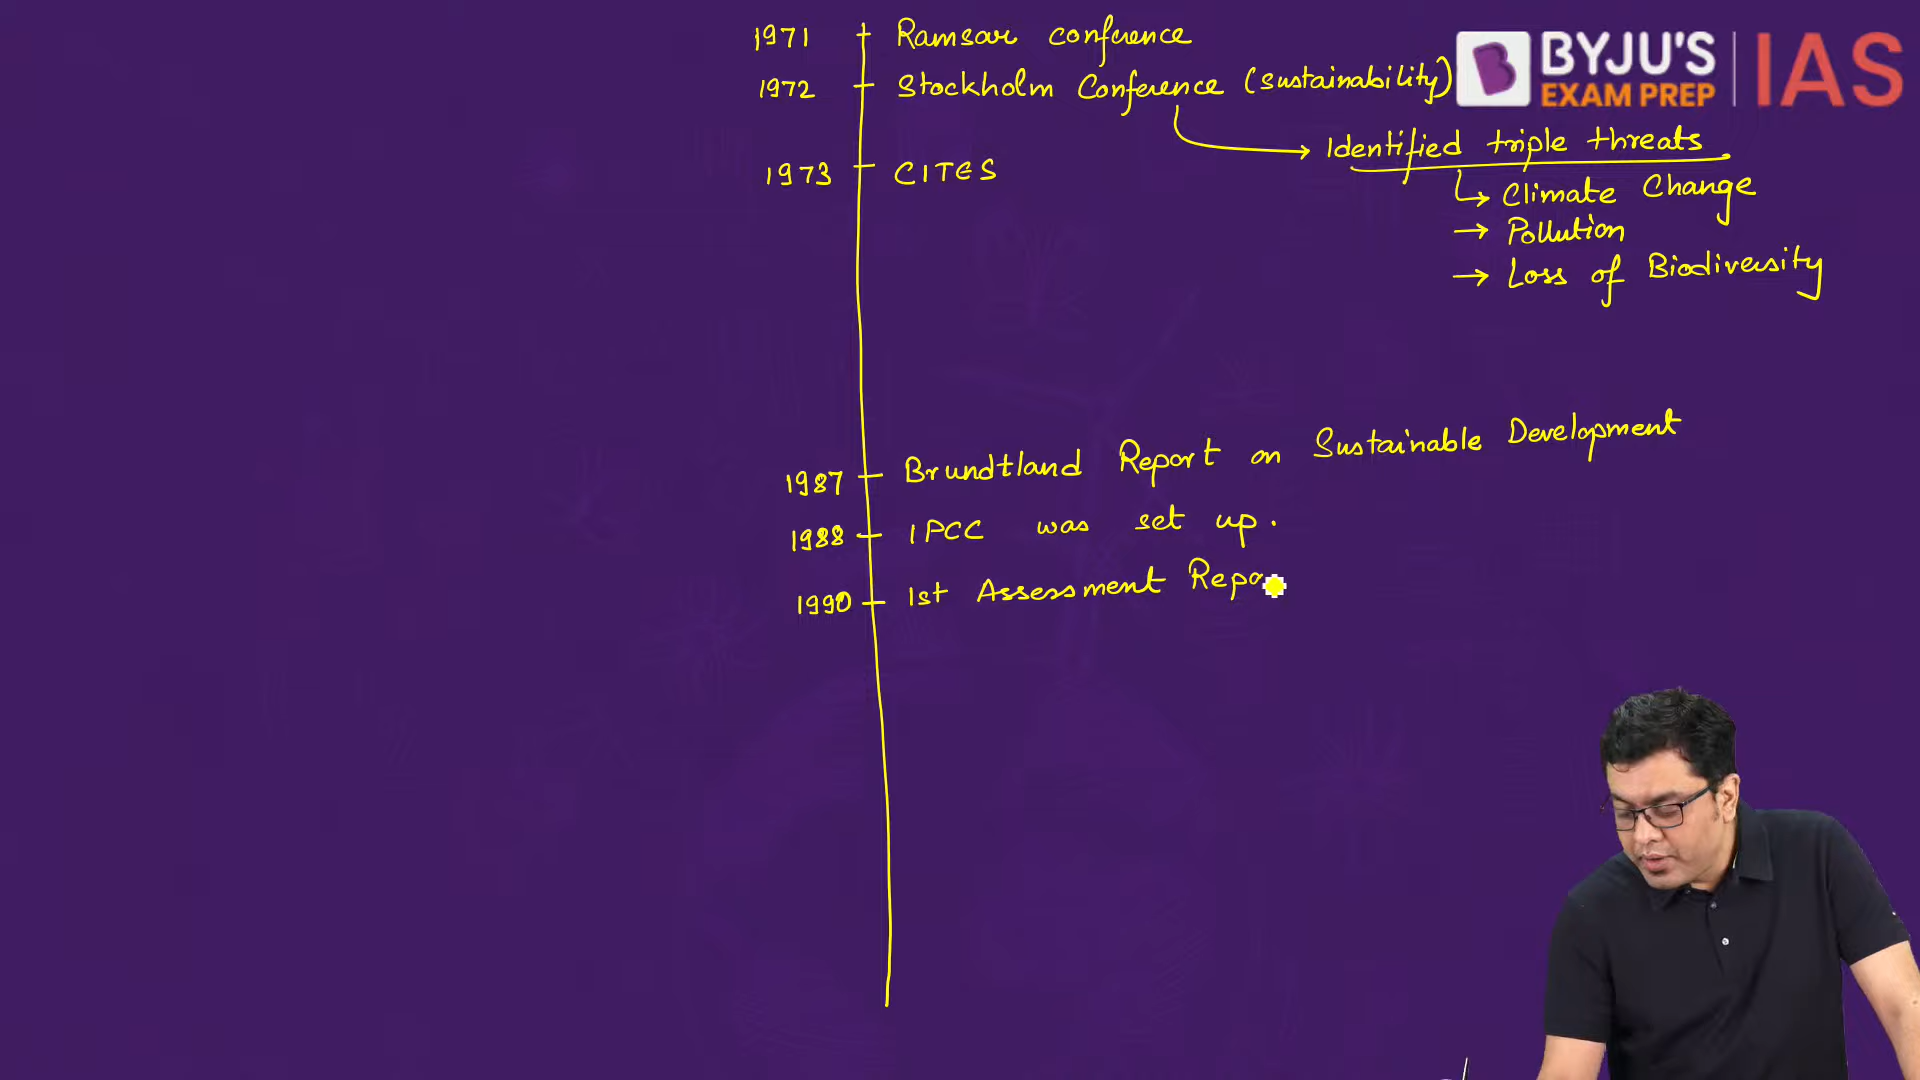 1971 Ramsar conference
1972 Stockholm Conference (sustainability)
BYJU'S
EXAM PREP
IAS
Identified triple threats
1973 CITES
Climate Change
→ Pollution
→ Loss of Biodiversity
1987 Brundtland Report on Sustainable Development
1988 IPCC was set up.
1990 1st Assessment Repo